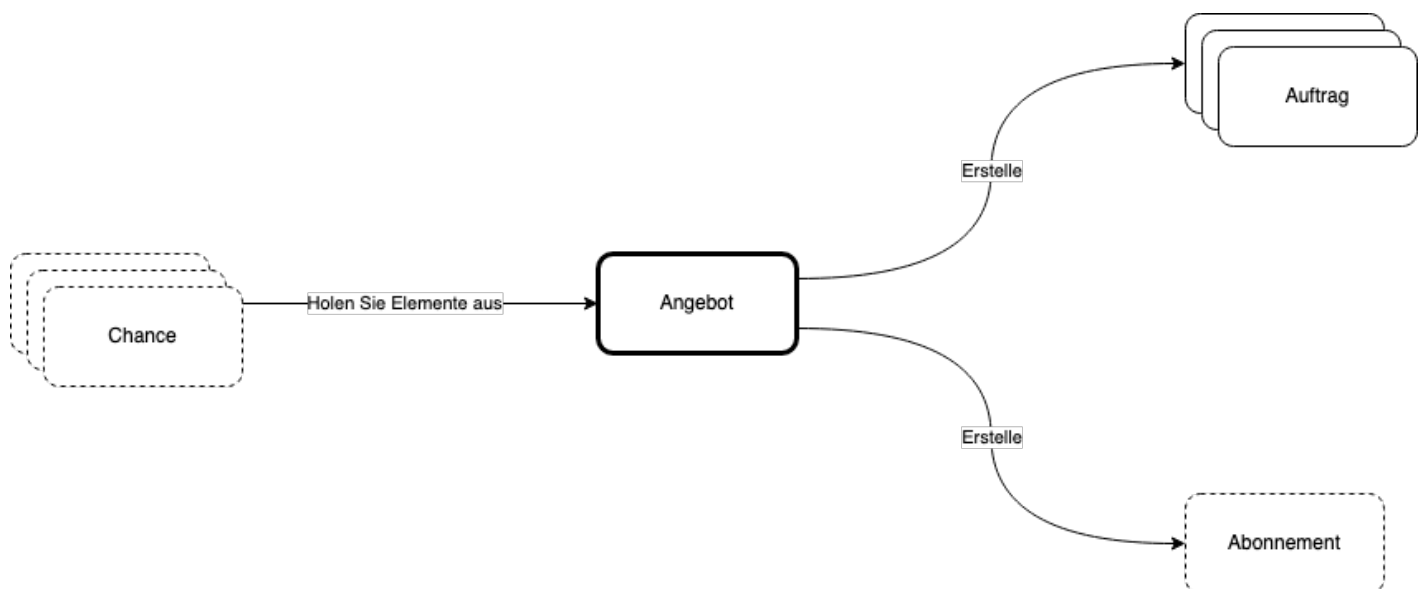 Auftrag
Erstelle
Holen Sie Elemente aus
Angebot
Chance
Erstelle
Abonnement